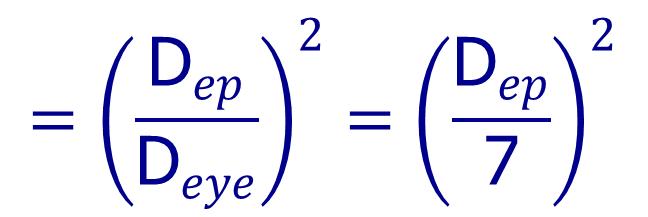 = (D_ep / D_eye)² = (D_ep / 7)²